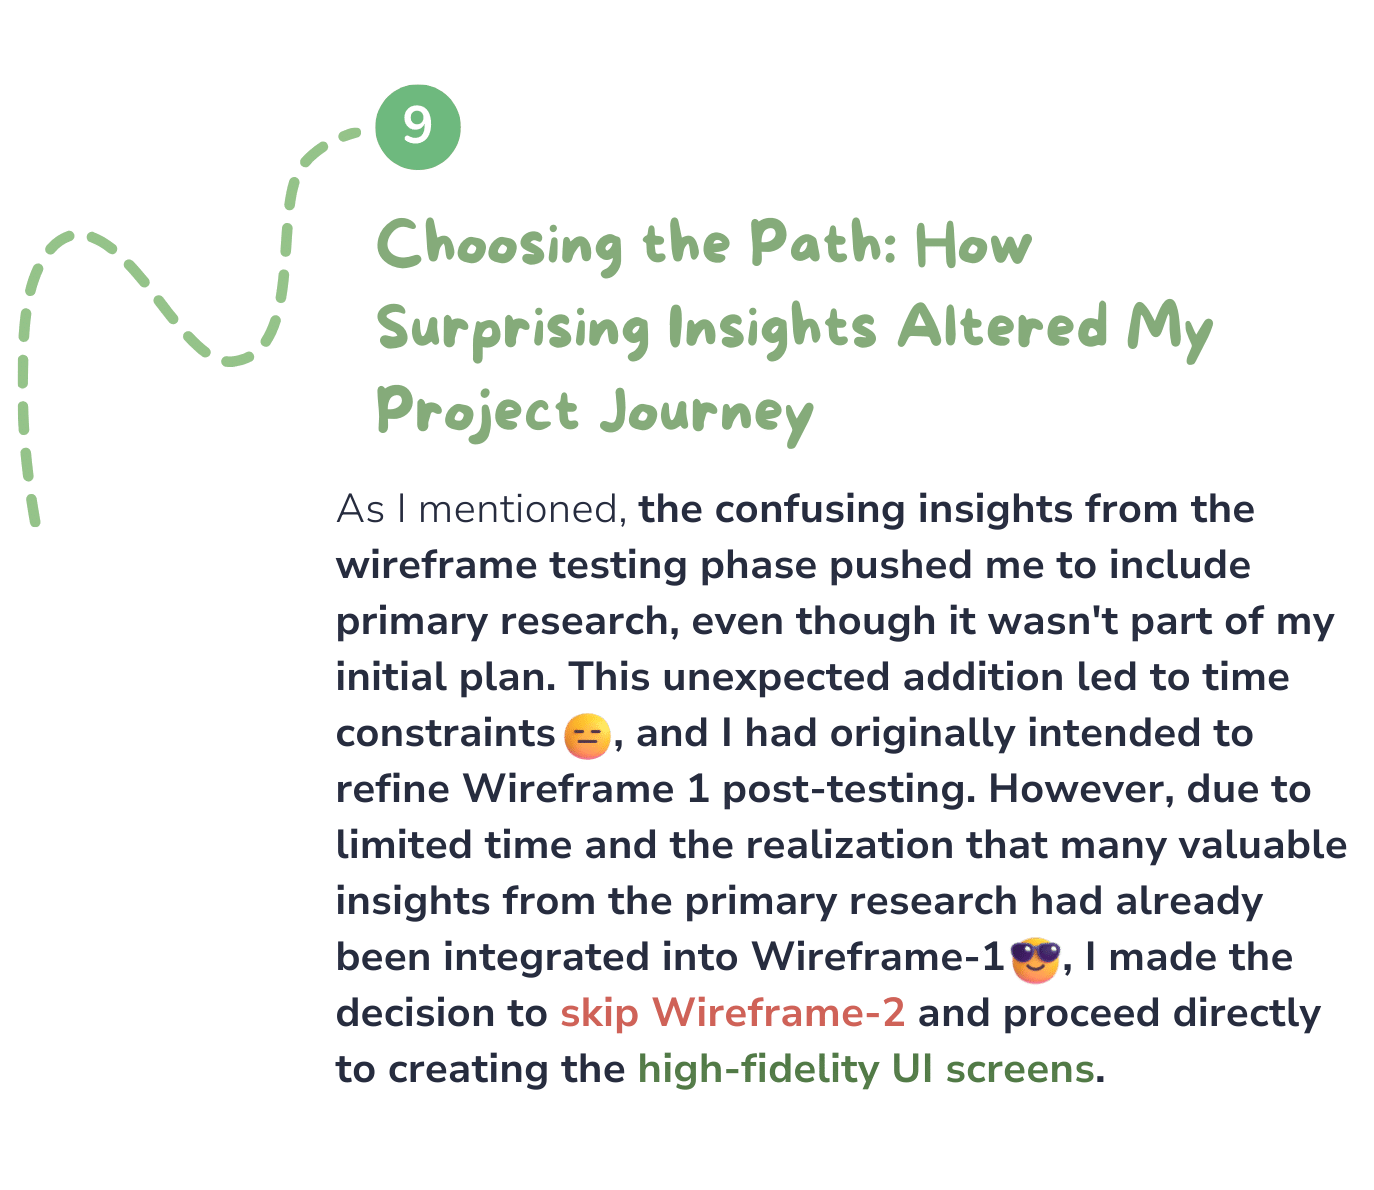 9
Choosing the Path: How
Surprising Insights Altered My
Project Journey
As I mentioned, the confusing insights from the
wireframe testing phase pushed me to include
primary research, even though it wasn't part of my
initial plan. This unexpected addition led to time
constraints 😑, and I had originally intended to
refine Wireframe 1 post-testing. However, due to
limited time and the realization that many valuable
insights from the primary research had already
been integrated into Wireframe-1😎, I made the
decision to skip Wireframe-2 and proceed directly
to creating the high-fidelity UI screens.